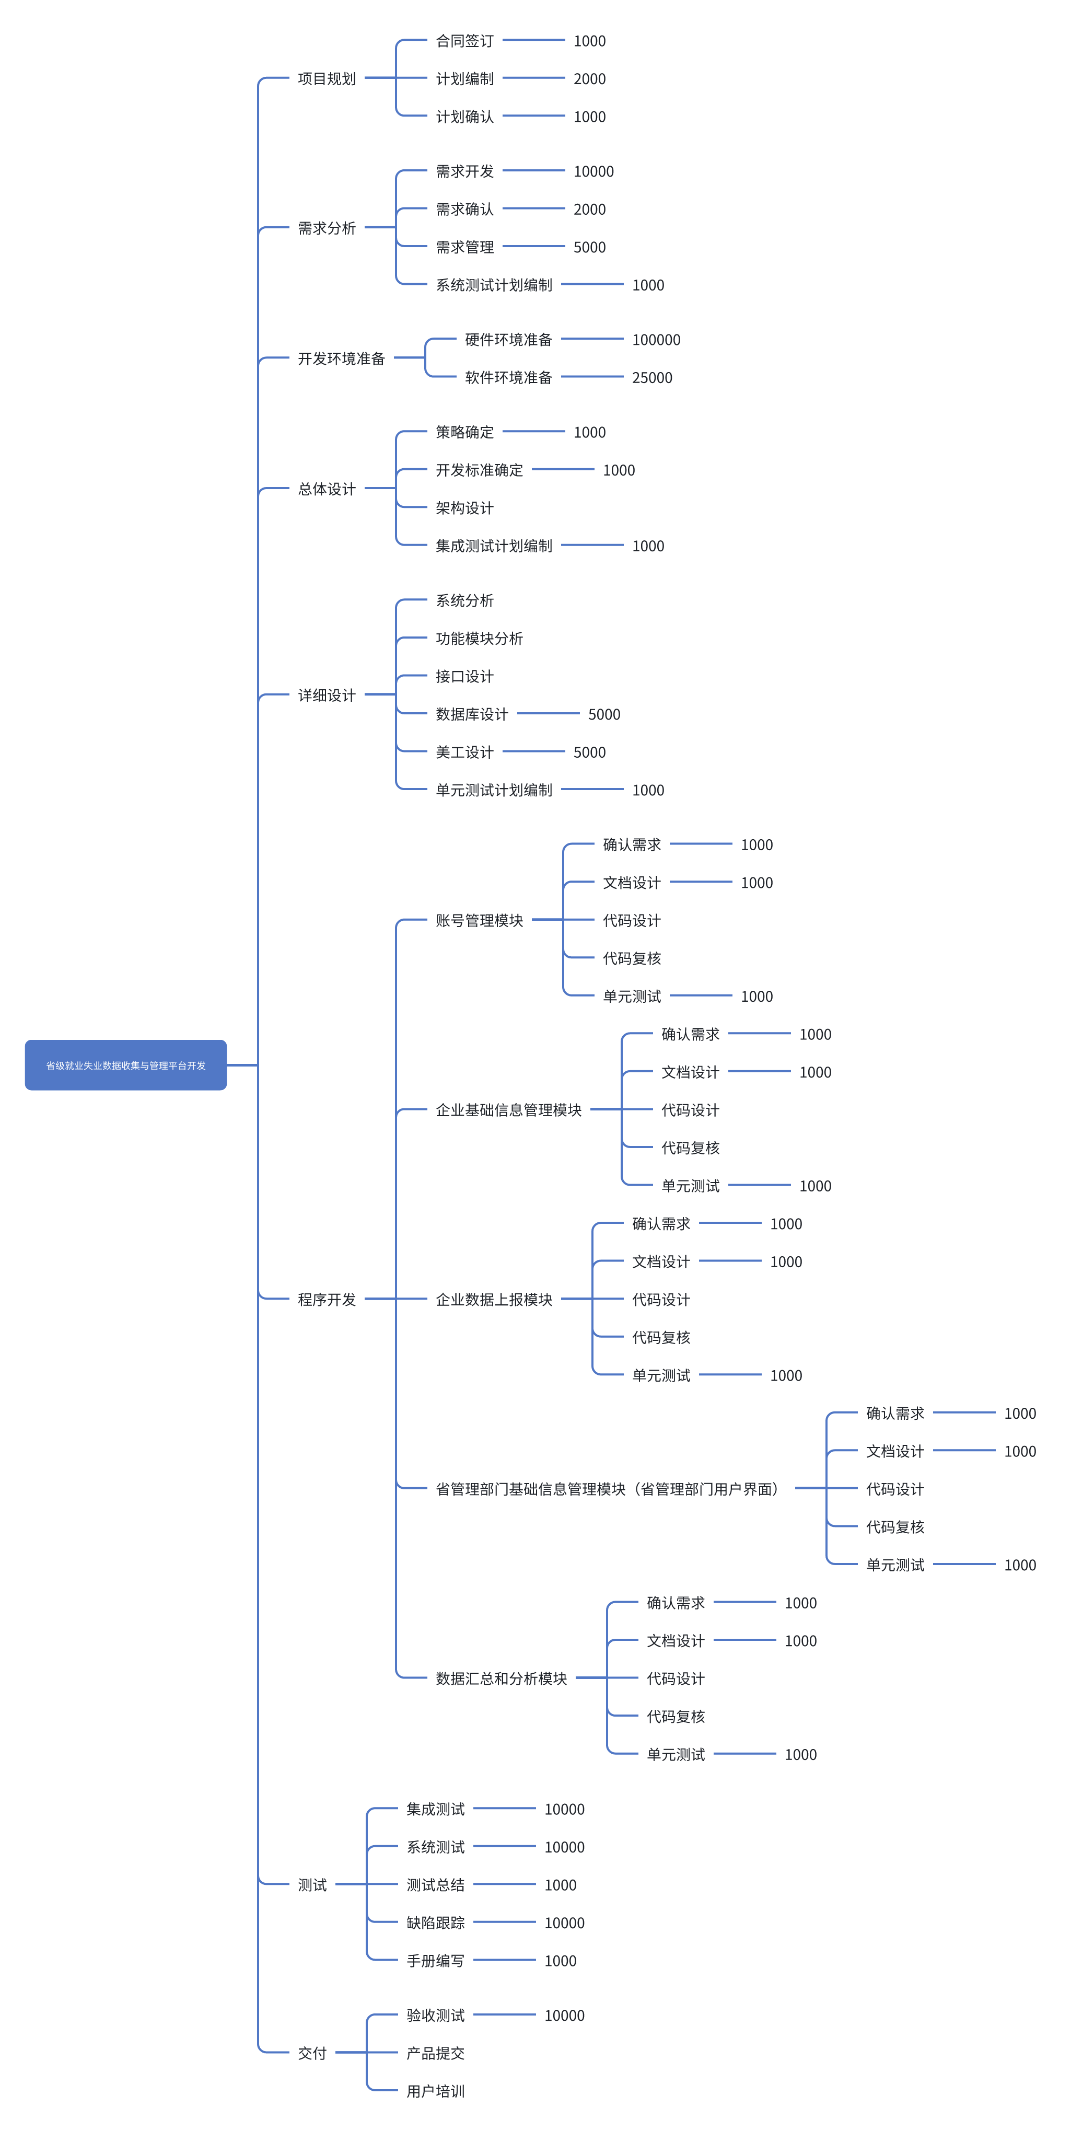 省级就业失业数据收集与管理平台开发
项目规划
合同签订 1000
计划编制 2000
计划确认 1000
需求分析
需求开发 10000
需求确认 2000
需求管理 5000
系统测试计划编制 1000
开发环境准备
硬件环境准备 100000
软件环境准备 25000
总体设计
策略确定 1000
开发标准确定 1000
架构设计
集成测试计划编制 1000
详细设计
系统分析
功能模块分析
接口设计
数据库设计 5000
美工设计 5000
单元测试计划编制 1000
程序开发
账号管理模块
确认需求 1000
文档设计 1000
代码设计
代码复核
单元测试 1000
企业基础信息管理模块
确认需求 1000
文档设计 1000
代码设计
代码复核
单元测试 1000
企业数据上报模块
确认需求 1000
文档设计 1000
代码设计
代码复核
单元测试 1000
省管理部门基础信息管理模块（省管理部门用户界面）
确认需求 1000
文档设计 1000
代码设计
代码复核
单元测试 1000
数据汇总和分析模块
确认需求 1000
文档设计 1000
代码设计
代码复核
单元测试 1000
测试
集成测试 10000
系统测试 10000
测试总结 1000
缺陷跟踪 10000
手册编写 1000
交付
验收测试 10000
产品提交
用户培训